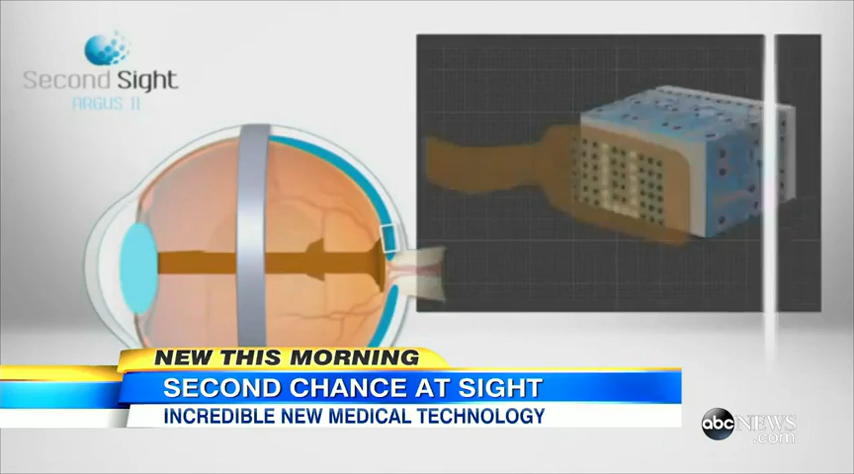 Second Sight
ARGUS II
NEW THIS MORNING
SECOND CHANCE AT SIGHT
INCREDIBLE NEW MEDICAL TECHNOLOGY
abc NEWS
.com